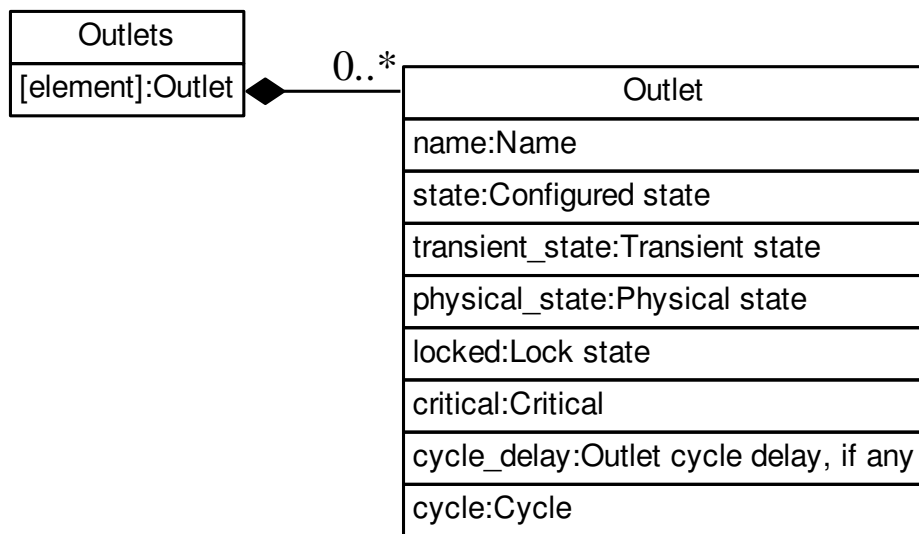 Outlets
[element]:Outlet
0..*
Outlet
name:Name
state:Configured state
transient_state:Transient state
physical_state:Physical state
locked:Lock state
critical:Critical
cycle_delay:Outlet cycle delay, if any
cycle:Cycle